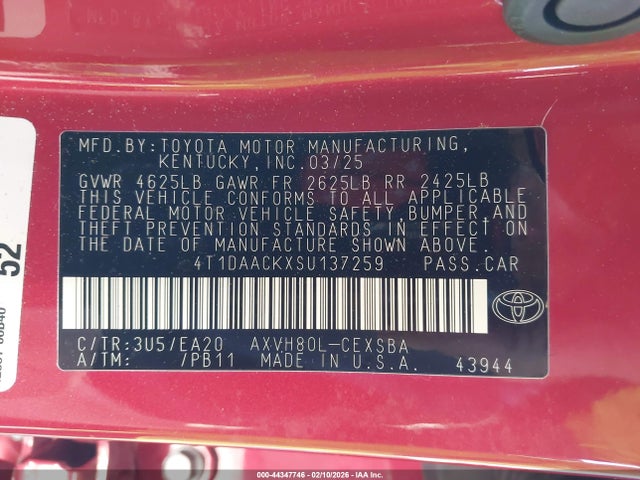 MFD.BY: TOYOTA MOTOR MANUFACTURING,
KENTUCKY, INC. 03/25
GVWR 4625LB GAWR FR 2625LB RR 2425LB
THIS VEHICLE CONFORMS TO ALL APPLICABLE
FEDERAL MOTOR VEHICLE SAFETY, BUMPER, AND
THEFT PREVENTION STANDARDS IN EFFECT ON
THE DATE OF MANUFACTURE SHOWN ABOVE.
4T1DAACKXSU137259 PASS.CAR
C/TR:3U5/EA20 AXVH80L-CEXSBA
A/TM: /PB11 MADE IN U.S.A. 43944
52
000-44347746 - 02/10/2026 - IAA Inc.